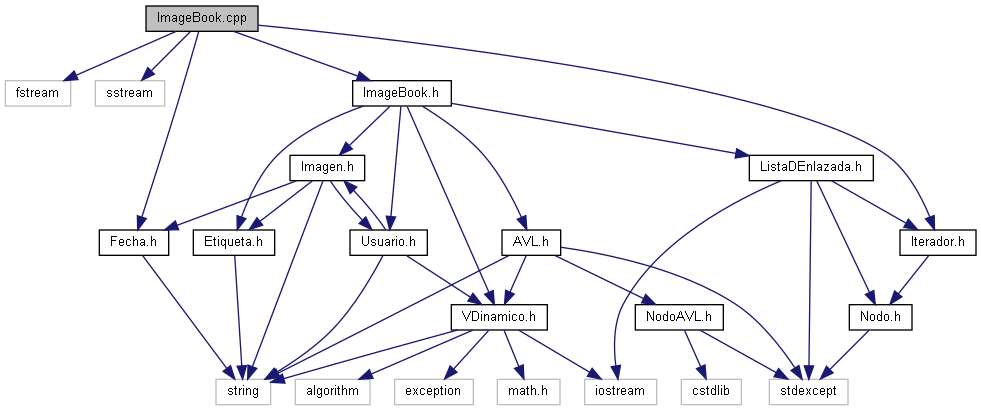 ImageBook.cpp
fstream
sstream
ImageBook.h
Imagen.h
ListaDEnlazada.h
Fecha.h
Etiqueta.h
Usuario.h
AVL.h
Iterador.h
VDinamico.h
NodoAVL.h
Nodo.h
string
algorithm
exception
math.h
iostream
cstdlib
stdexcept